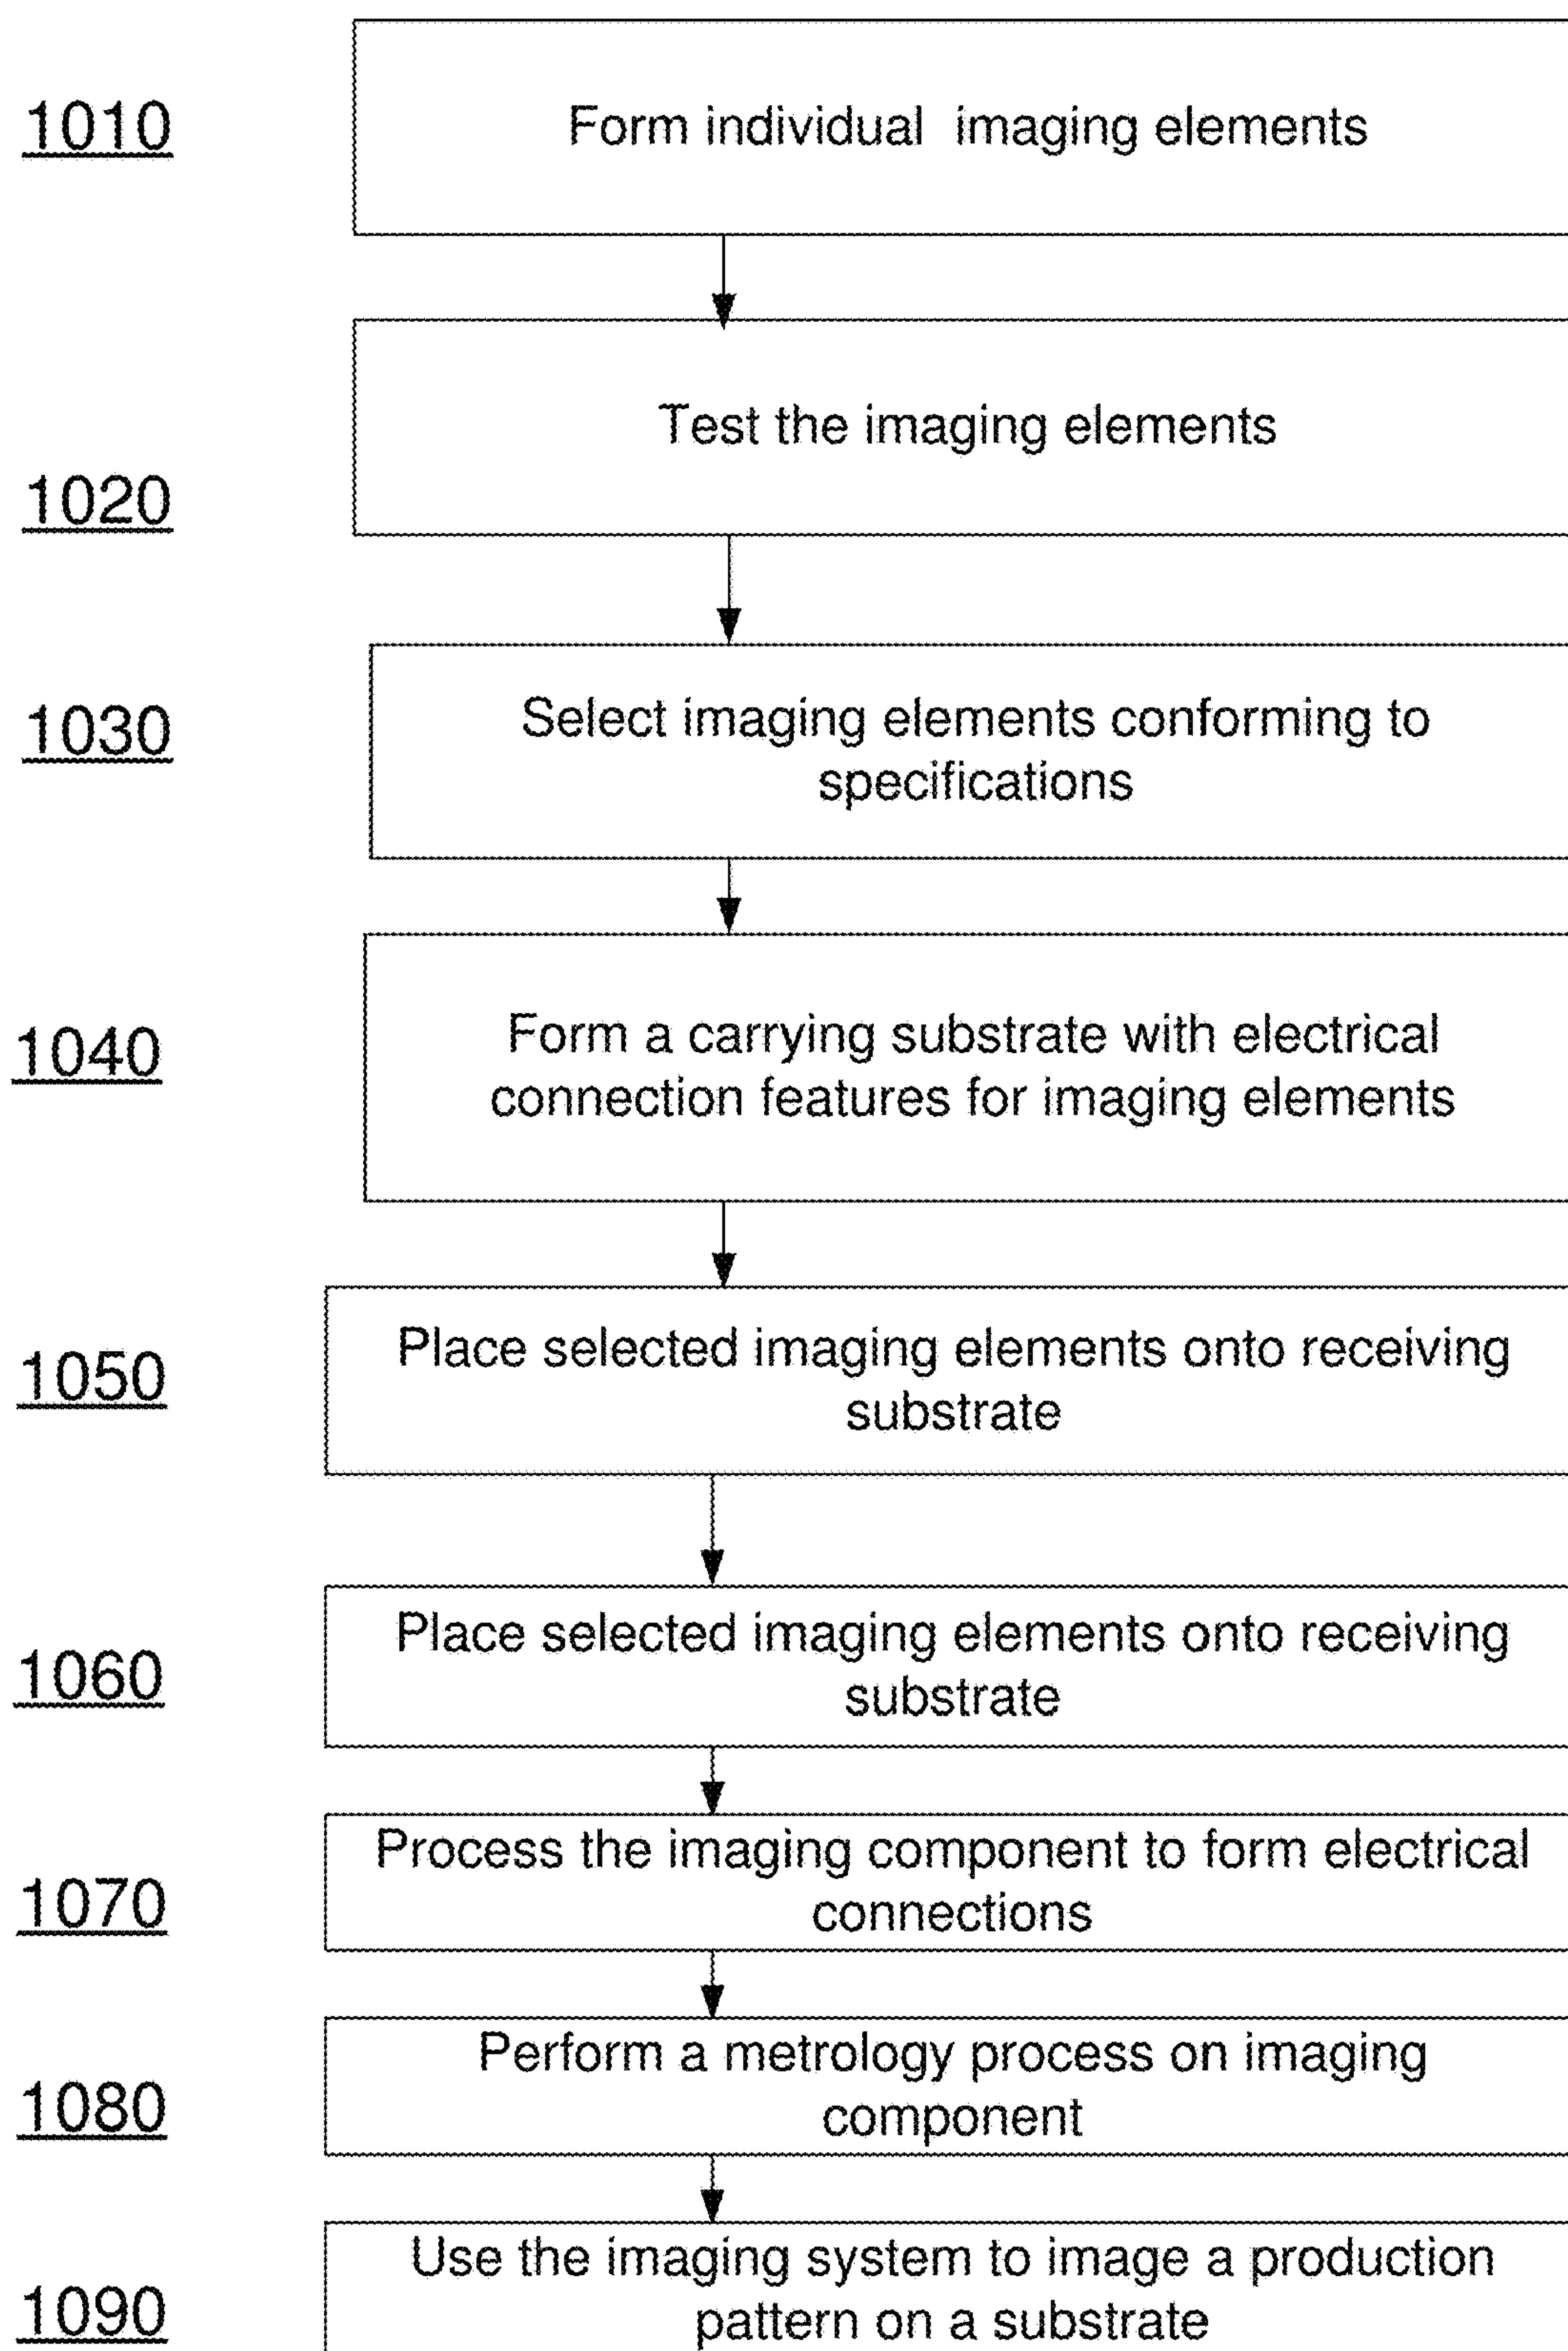 1010
Form individual  imaging elements
1020
Test the imaging elements
1030
Select imaging elements conforming to
specifications
1040
Form a carrying substrate with electrical
connection features for imaging elements
1050
Place selected imaging elements onto receiving
substrate
1060
Place selected imaging elements onto receiving
substrate
1070
Process the imaging component to form electrical
connections
1080
Perform a metrology process on imaging
component
1090
Use the imaging system to image a production
pattern on a substrate